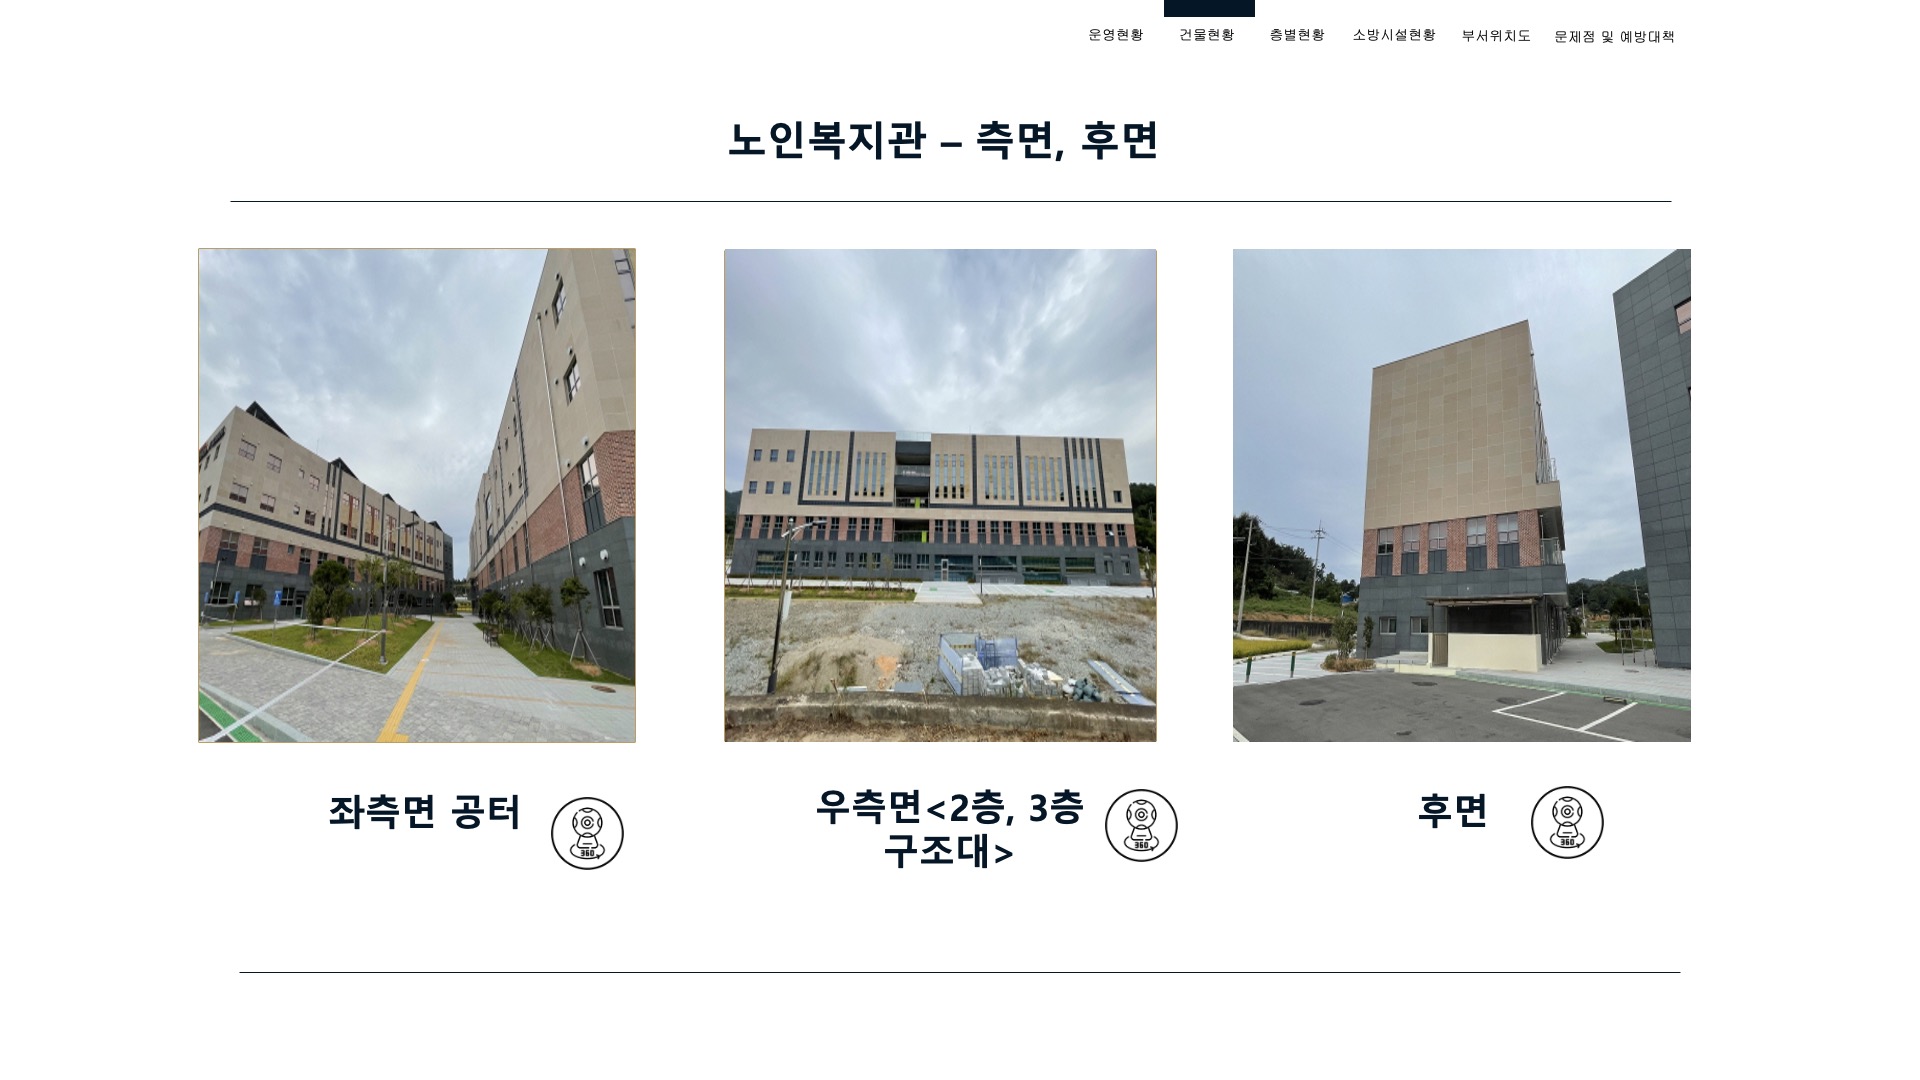 운영현황 건물현황 층별현황 소방시설현황 부서위치도 문제점 및 예방대책
노인복지관 – 측면, 후면
좌측면 공터
360
우측면<2층, 3층
구조대>
360
후면
360